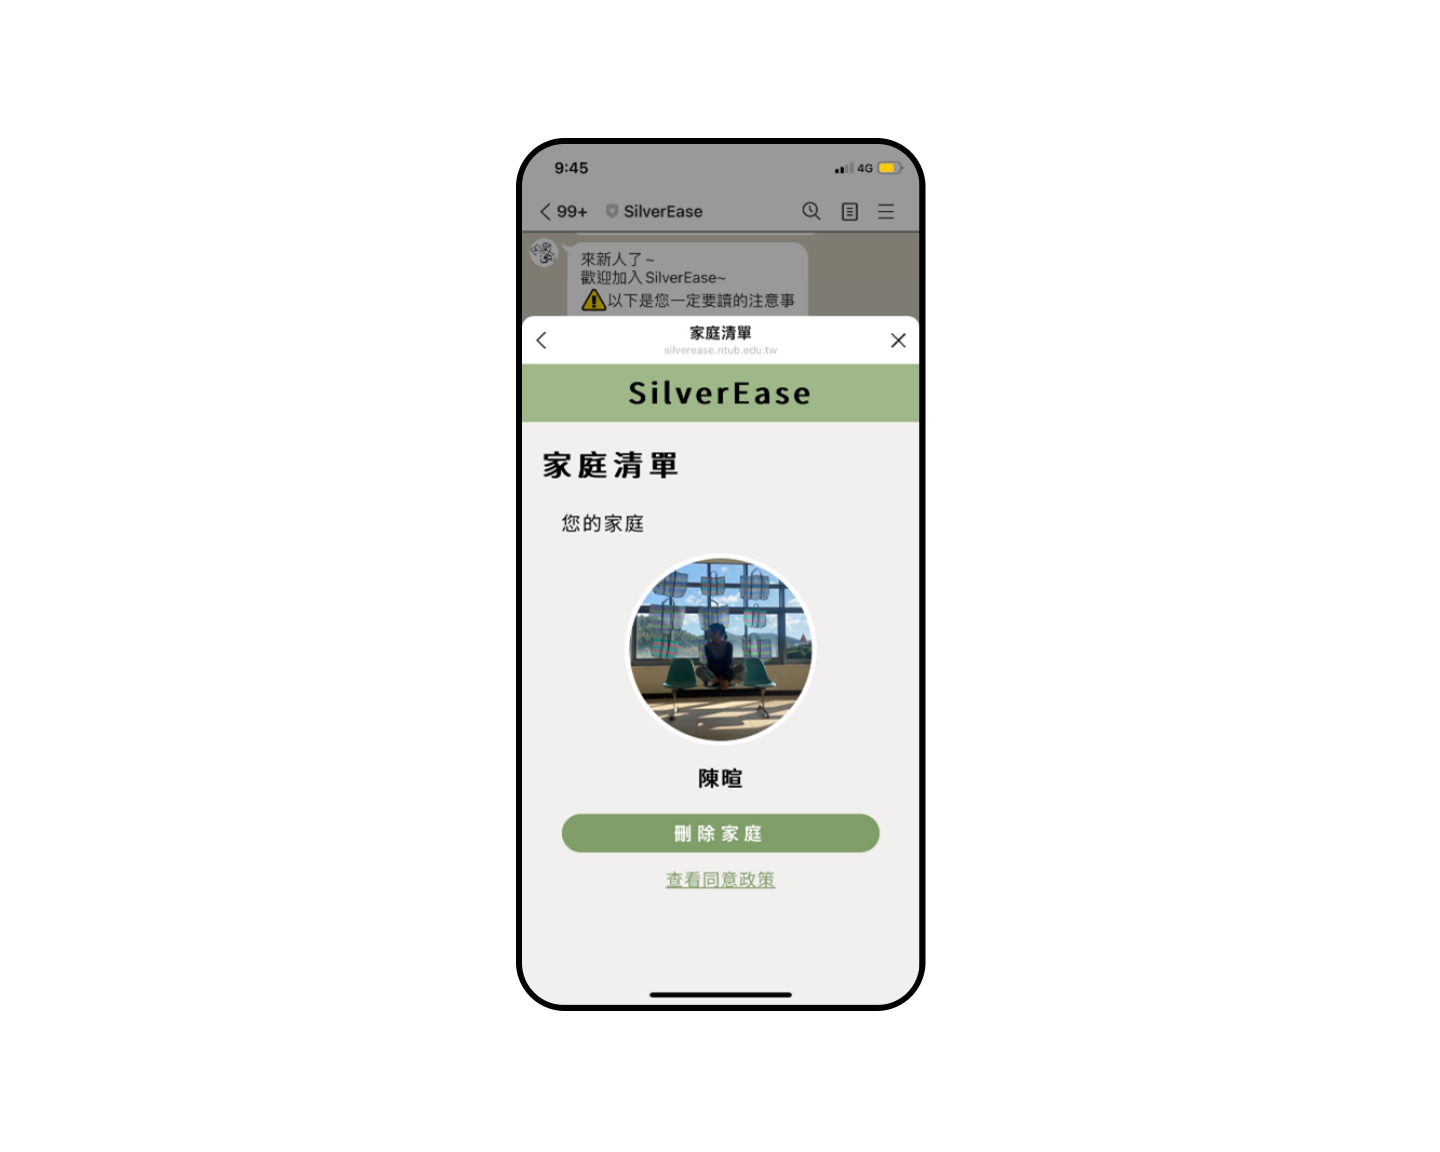 9:45
4G
99+
SilverEase
來新人了~
歡迎加入SilverEase~
⚠️以下是您一定要讀的注意事
家庭清單
silverease.ntub.edu.tw
SilverEase
家庭清單
您的家庭
陳暄
刪除家庭
查看同意政策